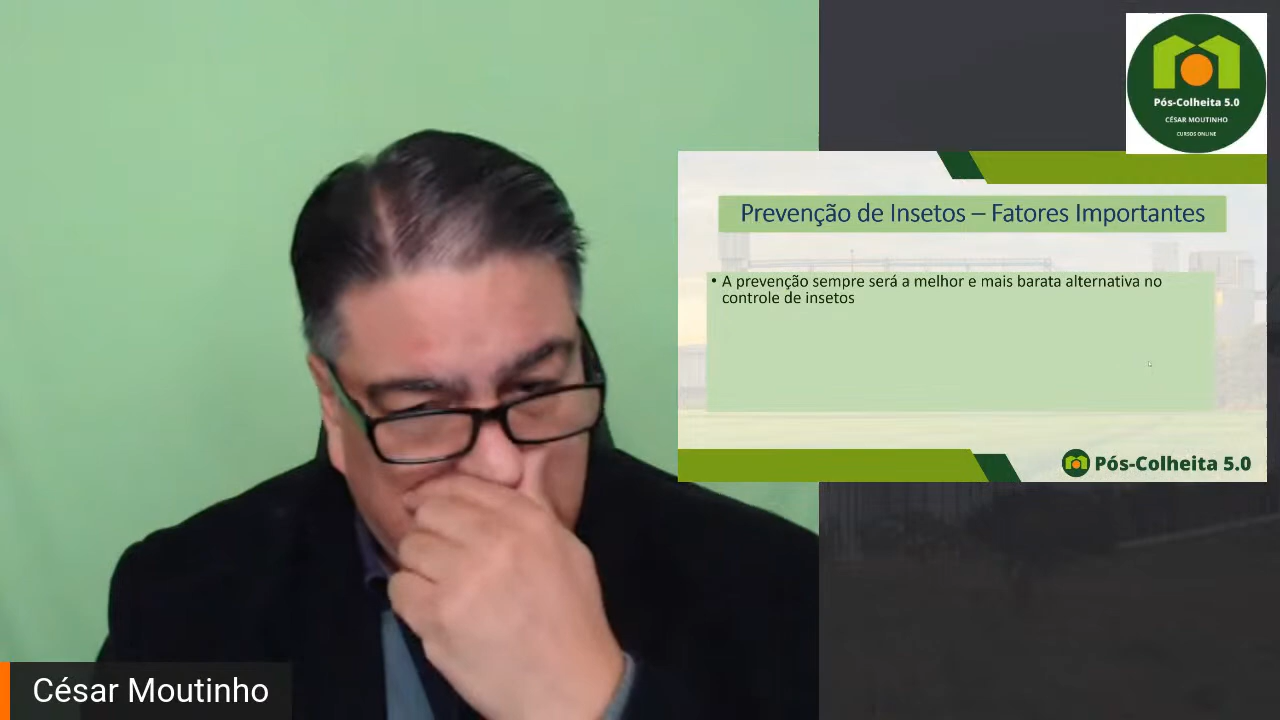 Pós-Colheita 5.0
CÉSAR MOUTINHO
CURSOS ONLINE
Prevenção de Insetos – Fatores Importantes
• A prevenção sempre será a melhor e mais barata alternativa no
controle de insetos
Pós-Colheita 5.0
César Moutinho